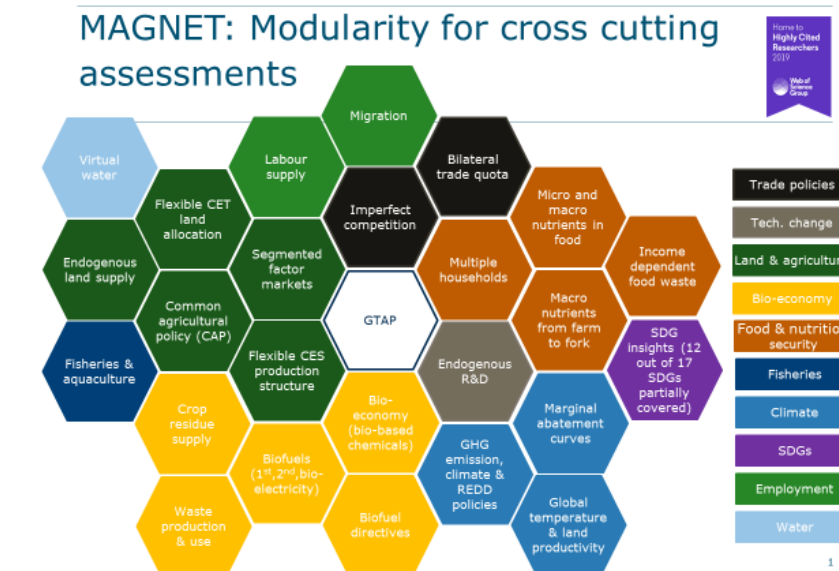 MAGNET: Modularity for cross cutting
assessments
Home to
Highly Cited
Researchers
2019
Web of
Science
Group
Migration
Virtual
water
Labour
supply
Bilateral
trade quota
Flexible CET
land
allocation
Imperfect
competition
Micro and
macro
nutrients in
food
Endogenous
land supply
Segmented
factor
markets
Multiple
households
Income
dependent
food waste
Common
agricultural
policy (CAP)
GTAP
Macro
nutrients
from farm
to fork
Fisheries &
aquaculture
Flexible CES
production
structure
Endogenous
R&D
SDG
insights (12
out of 17
SDGs
partially
covered)
Crop
residue
supply
Bio-
economy
(bio-based
chemicals)
Marginal
abatement
curves
Biofuels
(1st,2nd,bio-
electricity)
GHG
emission,
climate &
REDD
policies
Waste
production
& use
Biofuel
directives
Global
temperature
& land
productivity
Trade policies
Tech. change
Land & agricultur
Bio-economy
Food & nutritio
security
Fisheries
Climate
SDGs
Employment
Water
1